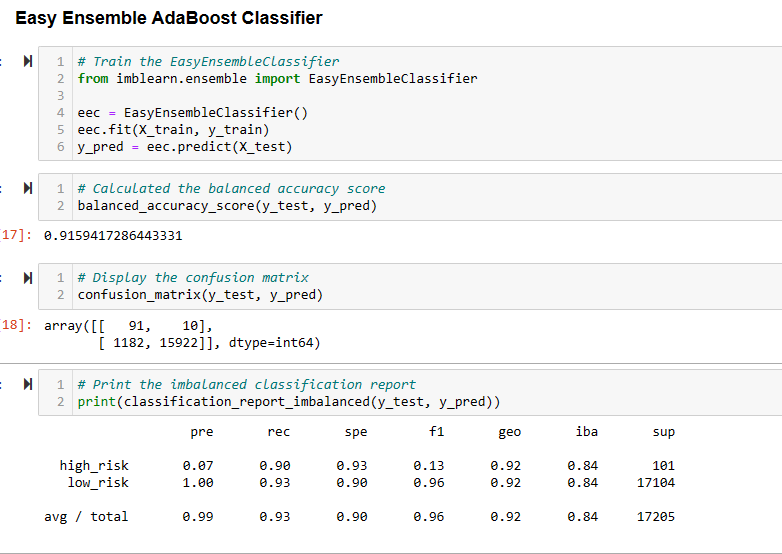 Easy Ensemble AdaBoost Classifier
:
1 # Train the EasyEnsembleClassifier
2 from imblearn.ensemble import EasyEnsembleClassifier
3
4 eec = EasyEnsembleClassifier()
5 eec.fit(X_train, y_train)
6 y_pred = eec.predict(X_test)
:
1 # Calculated the balanced accuracy score
2 balanced_accuracy_score(y_test, y_pred)
[17]: 0.9159417286443331
:
1 # Display the confusion matrix
2 confusion_matrix(y_test, y_pred)
[18]: array([[   91,    10],
       [ 1182, 15922]], dtype=int64)
:
1 # Print the imbalanced classification report
2 print(classification_report_imbalanced(y_test, y_pred))
pre rec spe f1 geo iba sup
high_risk 0.07 0.90 0.93 0.13 0.92 0.84 101
low_risk 1.00 0.93 0.90 0.96 0.92 0.84 17104
avg / total 0.99 0.93 0.90 0.96 0.92 0.84 17205